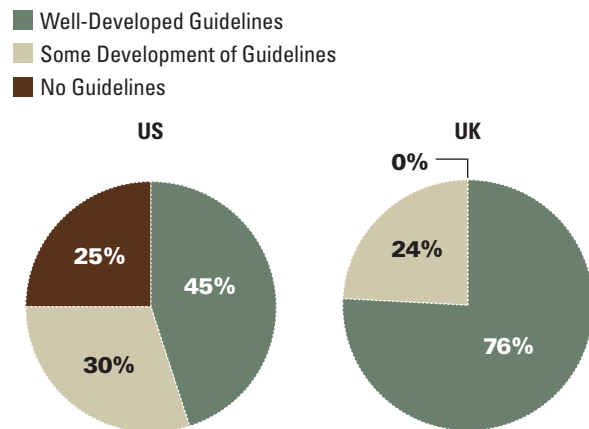 Well-Developed Guidelines
Some Development of Guidelines
No Guidelines
US
UK
0%
25%
45%
30%
24%
76%